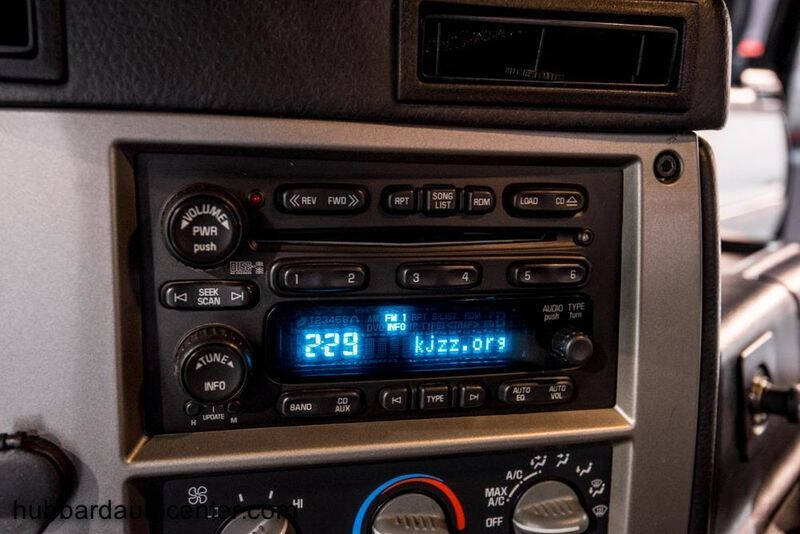 VOLUME
PWR
push
REV FWD
RPT SONG LIST RDM
LOAD CD
1 2 3 4 5 6
SEEK
SCAN
FM 1
INFO
2:29 kjzz.org
AUDIO TYPE
push turn
TUNE
INFO
UPDATE
H M
BAND CD AUX
TYPE
AUTO EQ AUTO VOL
HI
A/C
MAX A/C
OFF
hubbardautocenter.com